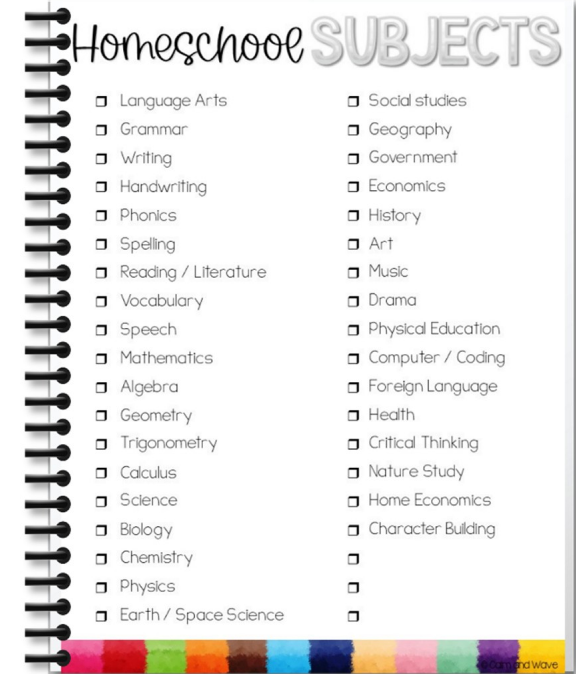 Homeschool SUBJECTS
Language Arts
Grammar
Writing
Handwriting
Phonics
Spelling
Reading / Literature
Vocabulary
Speech
Mathematics
Algebra
Geometry
Trigonometry
Calculus
Science
Biology
Chemistry
Physics
Earth / Space Science
Social studies
Geography
Government
Economics
History
Art
Music
Drama
Physical Education
Computer / Coding
Foreign Language
Health
Critical Thinking
Nature Study
Home Economics
Character Building
and Wave